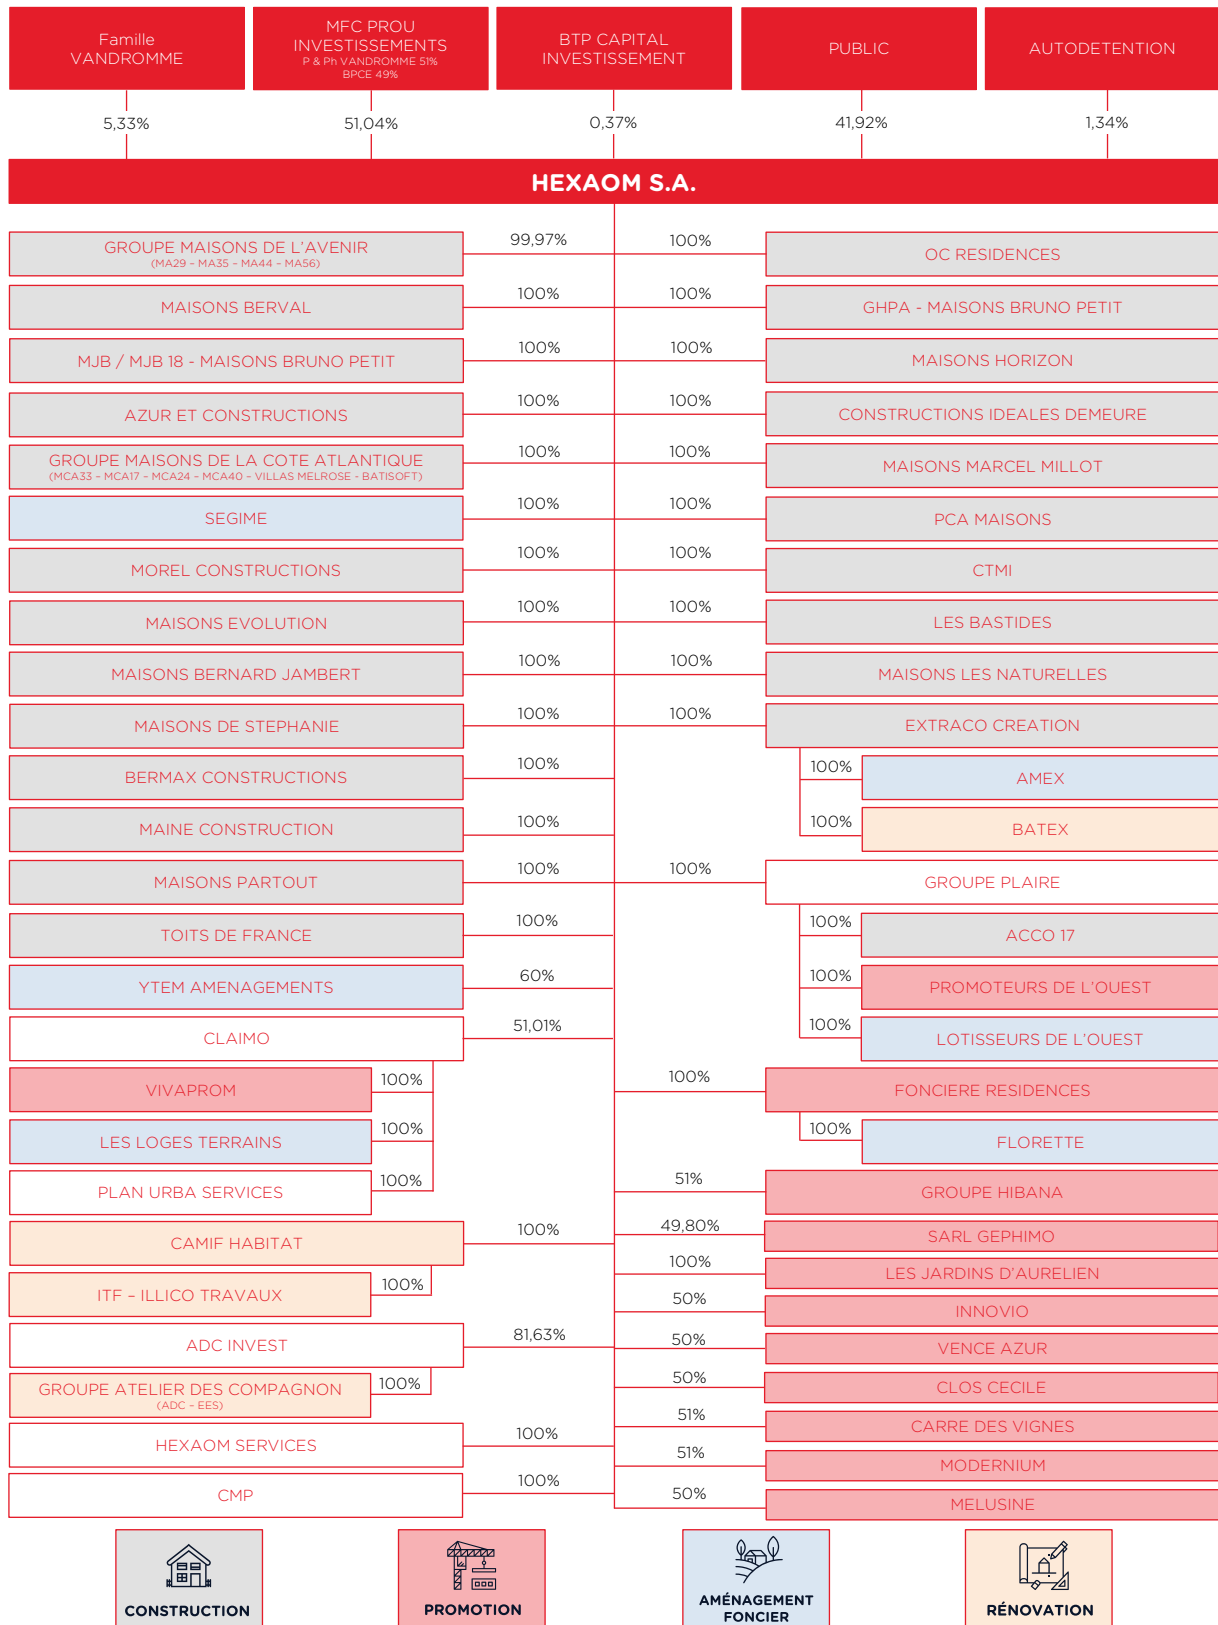 Famille
VANDROMME
MFC PROU
INVESTISSEMENTS
P & Ph VANDROMME 51%
BPCE 49%
BTP CAPITAL
INVESTISSEMENT
PUBLIC
AUTODETENTION
5,33%
51,04%
0,37%
41,92%
1,34%
HEXAOM S.A.
GROUPE MAISONS DE L'AVENIR
(MA29 – MA35 – MA44 – MA56)
99,97%
100%
OC RESIDENCES
MAISONS BERVAL
100%
100%
GHPA - MAISONS BRUNO PETIT
MJB / MJB 18 - MAISONS BRUNO PETIT
100%
100%
MAISONS HORIZON
AZUR ET CONSTRUCTIONS
100%
100%
CONSTRUCTIONS IDEALES DEMEURE
GROUPE MAISONS DE LA COTE ATLANTIQUE
(MCA33 – MCA17 – MCA24 – MCA40 – VILLAS MELROSE - BATISOFT)
100%
100%
MAISONS MARCEL MILLOT
SEGIME
100%
100%
PCA MAISONS
MOREL CONSTRUCTIONS
100%
100%
CTMI
MAISONS EVOLUTION
100%
100%
LES BASTIDES
MAISONS BERNARD JAMBERT
100%
100%
MAISONS LES NATURELLES
MAISONS DE STEPHANIE
100%
100%
EXTRACO CREATION
BERMAX CONSTRUCTIONS
100%
100%
AMEX
MAINE CONSTRUCTION
100%
100%
BATEX
MAISONS PARTOUT
100%
100%
GROUPE PLAIRE
TOITS DE FRANCE
100%
100%
ACCO 17
YTEM AMENAGEMENTS
60%
100%
PROMOTEURS DE L'OUEST
CLAIMO
51,01%
100%
LOTISSEURS DE L'OUEST
VIVAPROM
100%
100%
FONCIERE RESIDENCES
LES LOGES TERRAINS
100%
100%
FLORETTE
PLAN URBA SERVICES
100%
51%
GROUPE HIBANA
CAMIF HABITAT
100%
49,80%
SARL GEPHIMO
ITF – ILLICO TRAVAUX
100%
100%
LES JARDINS D'AURELIEN
50%
INNOVIO
ADC INVEST
81,63%
50%
VENCE AZUR
GROUPE ATELIER DES COMPAGNON
(ADC – EES)
100%
50%
CLOS CECILE
51%
CARRE DES VIGNES
HEXAOM SERVICES
100%
51%
MODERNIUM
CMP
100%
50%
MELUSINE
CONSTRUCTION
PROMOTION
AMÉNAGEMENT
FONCIER
RÉNOVATION